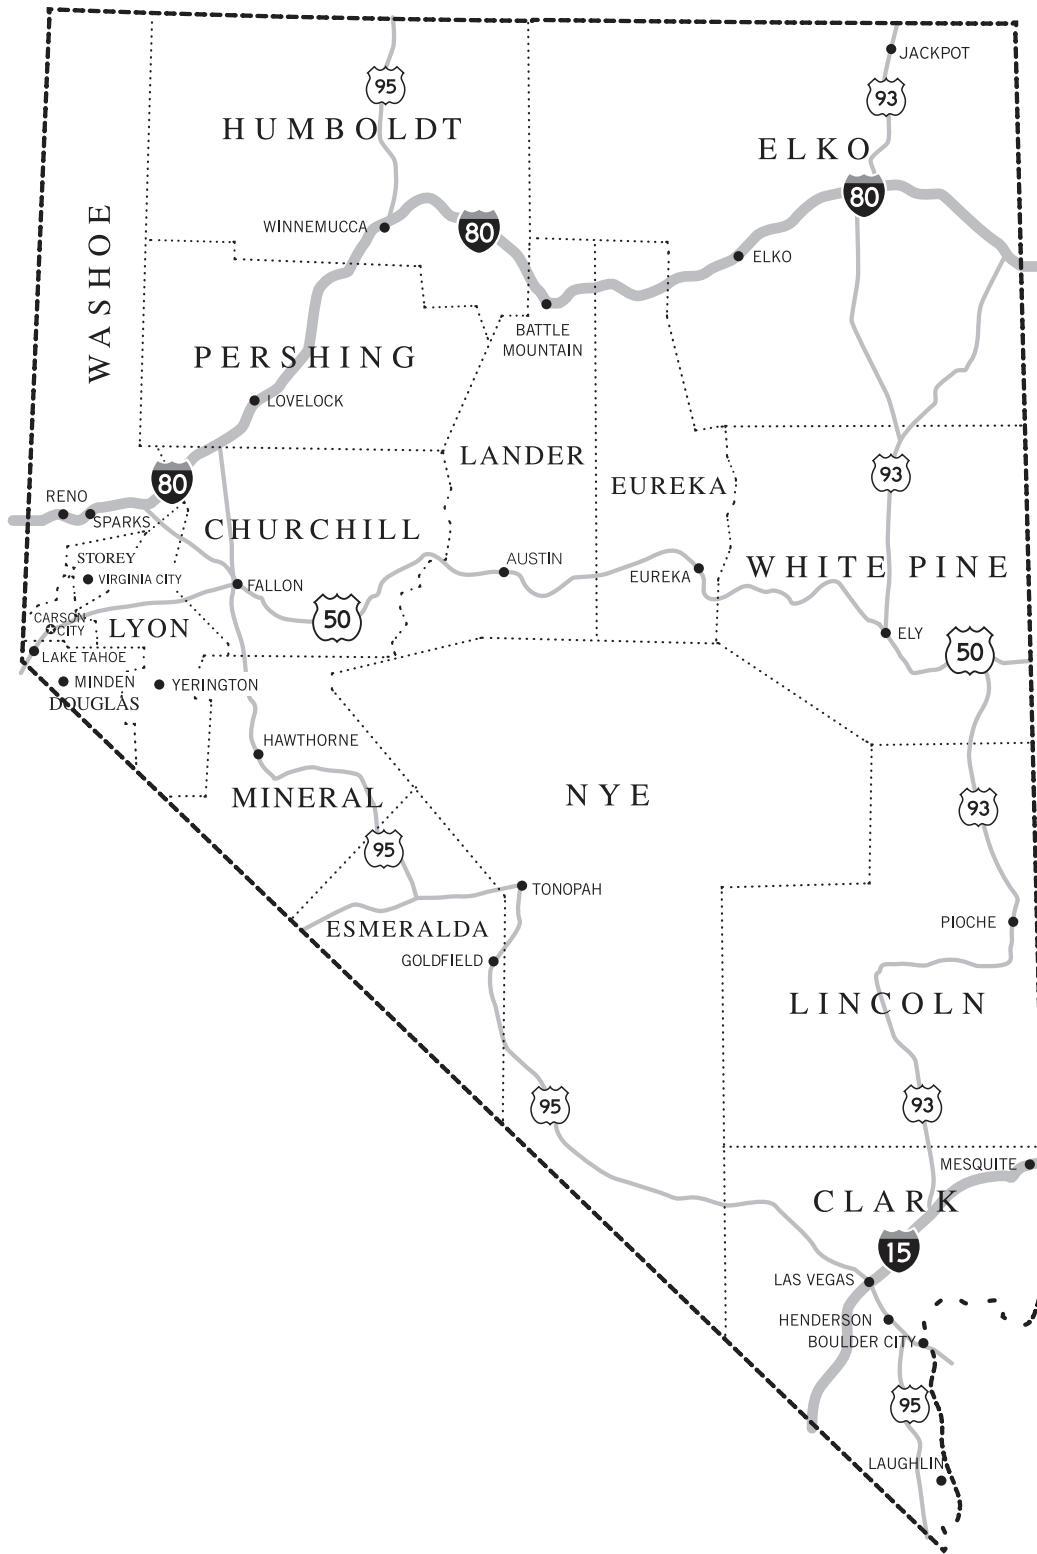 JACKPOT
95
93
HUMBOLDT
ELKO
80
WASHOE
WINNEMUCCA
80
ELKO
BATTLE
MOUNTAIN
PERSHING
LOVELOCK
LANDER
93
80
EUREKA
RENO
SPARKS
CHURCHILL
STOREY
AUSTIN
WHITE PINE
VIRGINIA CITY
FALLON
EUREKA
CARSON
CITY
LYON
50
ELY
50
LAKE TAHOE
MINDEN
YERINGTON
DOUGLAS
HAWTHORNE
MINERAL
NYE
93
95
TONOPAH
ESMERALDA
PIOCHE
GOLDFIELD
LINCOLN
95
93
MESQUITE
CLARK
15
LAS VEGAS
HENDERSON
BOULDER CITY
95
LAUGHLIN